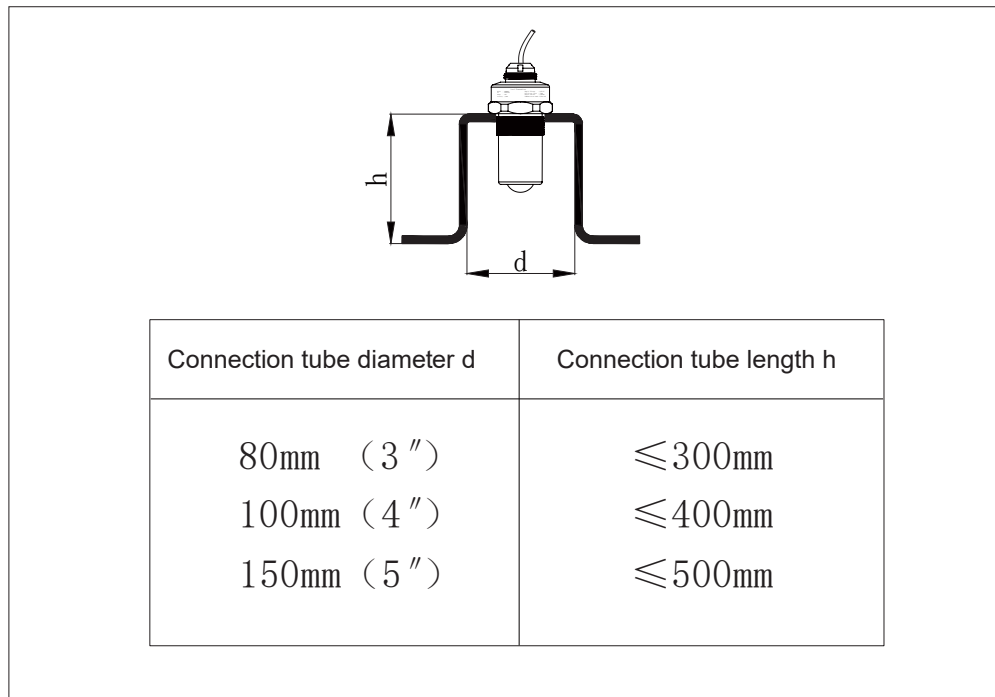 h
d
Connection tube diameter d
Connection tube length h
80mm （3″）
≤300mm
100mm（4″）
≤400mm
150mm（5″）
≤500mm